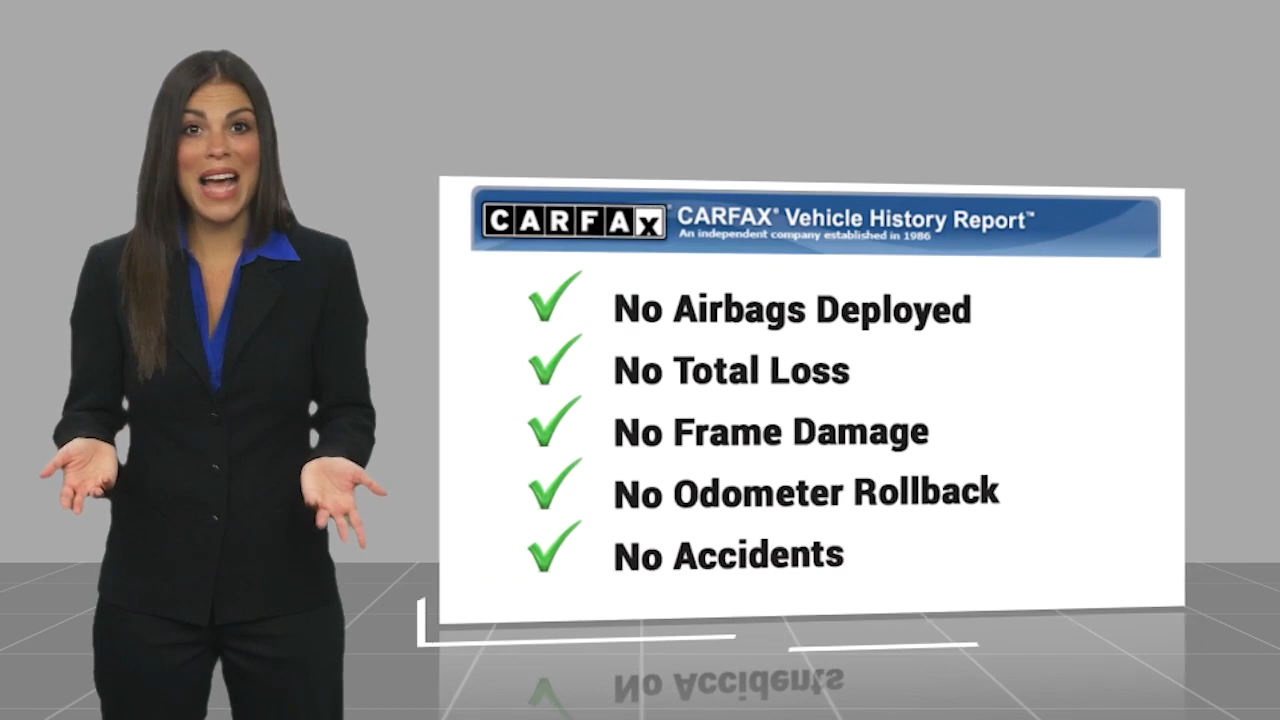 CARFAX CARFAX® Vehicle History Report™
An independent company established in 1986
No Airbags Deployed
No Total Loss
No Frame Damage
No Odometer Rollback
No Accidents
No Accidents